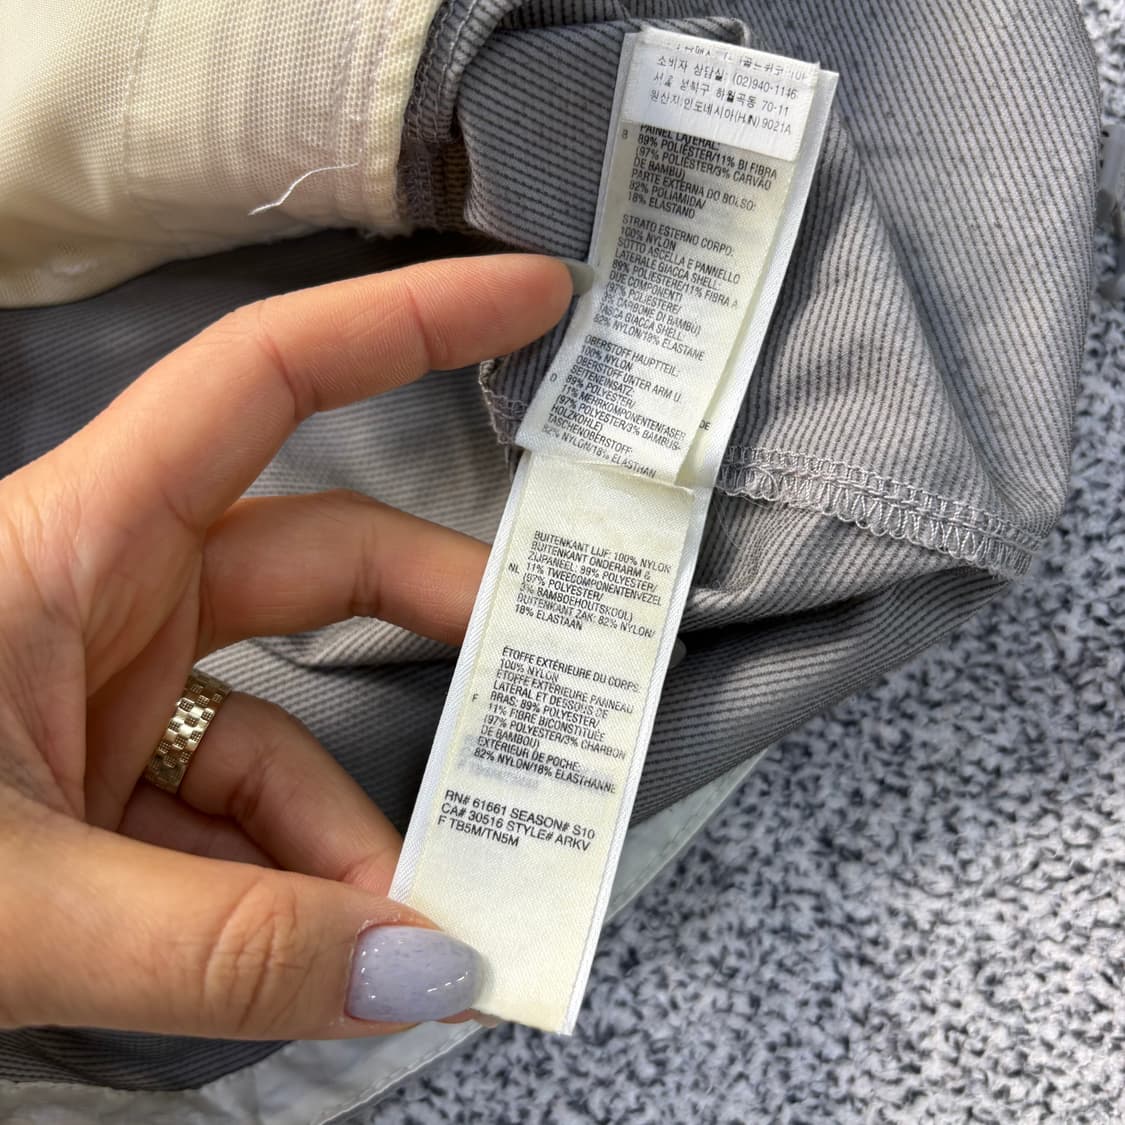 소비자 상담실: (02)940-1146
서울 성북구 하월곡동 70-11
원산지:인도네시아(HJN) 9021A
PAINEL LATERAL:
B 89% POLIÉSTER/11% BI FIBRA
(97% POLIÉSTER/3% CARVÃO
DE BAMBU)
PARTE EXTERNA DO BOLSO:
82% POLIAMIDA/
18% ELASTANO
STRATO ESTERNO CORPO:
100% NYLON
SOTTO ASCELLA E PANNELLO
LATERALE GIACCA SHELL:
89% POLIESTERE/11% FIBRA A
DUE COMPONENTI
(97% POLIESTERE/
3% CARBONE DI BAMBU)
TASCA GIACCA SHELL:
82% NYLON/18% ELASTANE
OBERSTOFF HAUPTTEIL:
100% NYLON
OBERSTOFF UNTER ARM U.
SEITENEINSATZ:
D 89% POLYESTER/
11% MEHRKOMPONENTENFASER
(97% POLYESTER/3% BAMBUS-
HOLZKOHLE)
TASCHENOBERSTOFF:
82% NYLON/18% ELASTHAN
DE
BUITENKANT LIJF: 100% NYLON
BUITENKANT ONDERARM &
ZIJPANEEL: 89% POLYESTER/
NL 11% TWEECOMPONENTENVEZEL
(97% POLYESTER/
3% BAMBOEHOUTSKOOL)
BUITENKANT ZAK: 82% NYLON/
18% ELASTAAN
ÉTOFFE EXTÉRIEURE DU CORPS:
100% NYLON
ÉTOFFE EXTÉRIEURE PANNEAU
LATÉRAL ET DESSOUS DE
F BRAS: 89% POLYESTER/
11% FIBRE BICONSTITUÉE
(97% POLYESTER/3% CHARBON
DE BAMBOU)
EXTÉRIEUR DE POCHE:
82% NYLON/18% ELASTHANNE
RN# 61661 SEASON# S10
CA# 30516 STYLE# ARKV
F TB5M/TN5M